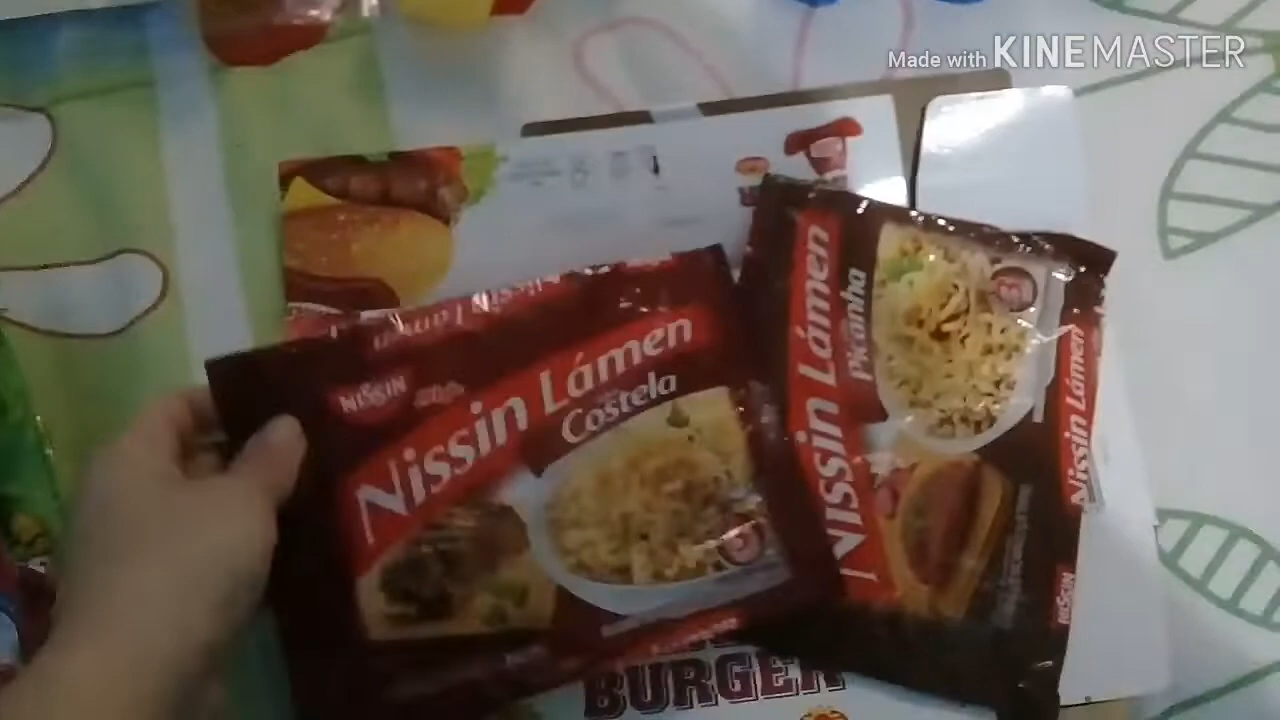 Made with KINEMASTER
NISSIN
Nissin Lámen
Costela
Nissin Lámen
Picanha
Nissin Lámen
NISSIN
BURGER